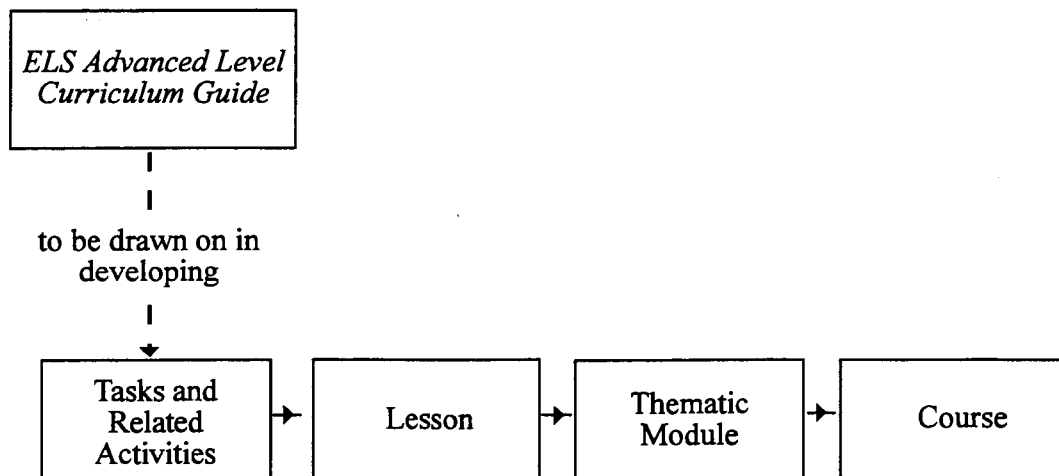 ELS Advanced Level
Curriculum Guide
to be drawn on in
developing
Tasks and
Related
Activities
Lesson
Thematic
Module
Course